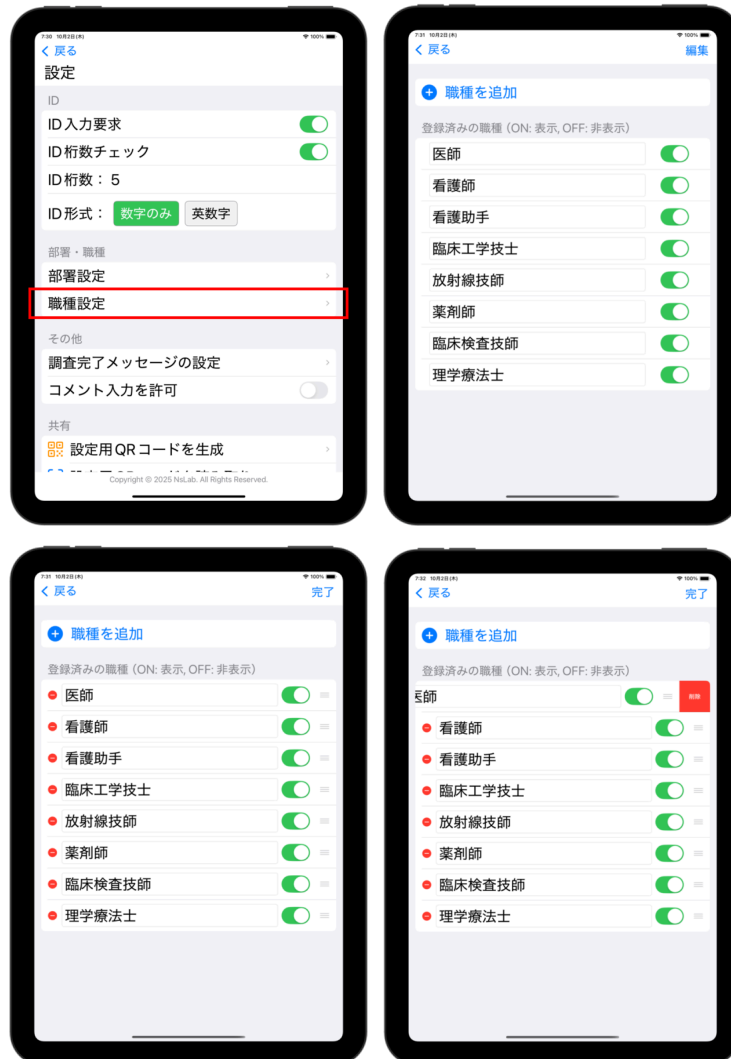 7:30 10月2日(木) 100%
戻る
設定
ID
ID入力要求
ID桁数チェック
ID桁数：5
ID形式： 数字のみ 英数字
部署・職種
部署設定
職種設定
その他
調査完了メッセージの設定
コメント入力を許可
共有
設定用QRコードを生成
Copyright © 2025 NsLab. All Rights Reserved.
7:31 10月2日(木) 100%
戻る 編集
職種を追加
登録済みの職種（ON: 表示, OFF: 非表示）
医師
看護師
看護助手
臨床工学技士
放射線技師
薬剤師
臨床検査技師
理学療法士
7:31 10月2日(木) 100%
戻る 完了
職種を追加
登録済みの職種（ON: 表示, OFF: 非表示）
医師
看護師
看護助手
臨床工学技士
放射線技師
薬剤師
臨床検査技師
理学療法士
7:32 10月2日(木) 100%
戻る 完了
職種を追加
登録済みの職種（ON: 表示, OFF: 非表示）
医師 削除
看護師
看護助手
臨床工学技士
放射線技師
薬剤師
臨床検査技師
理学療法士